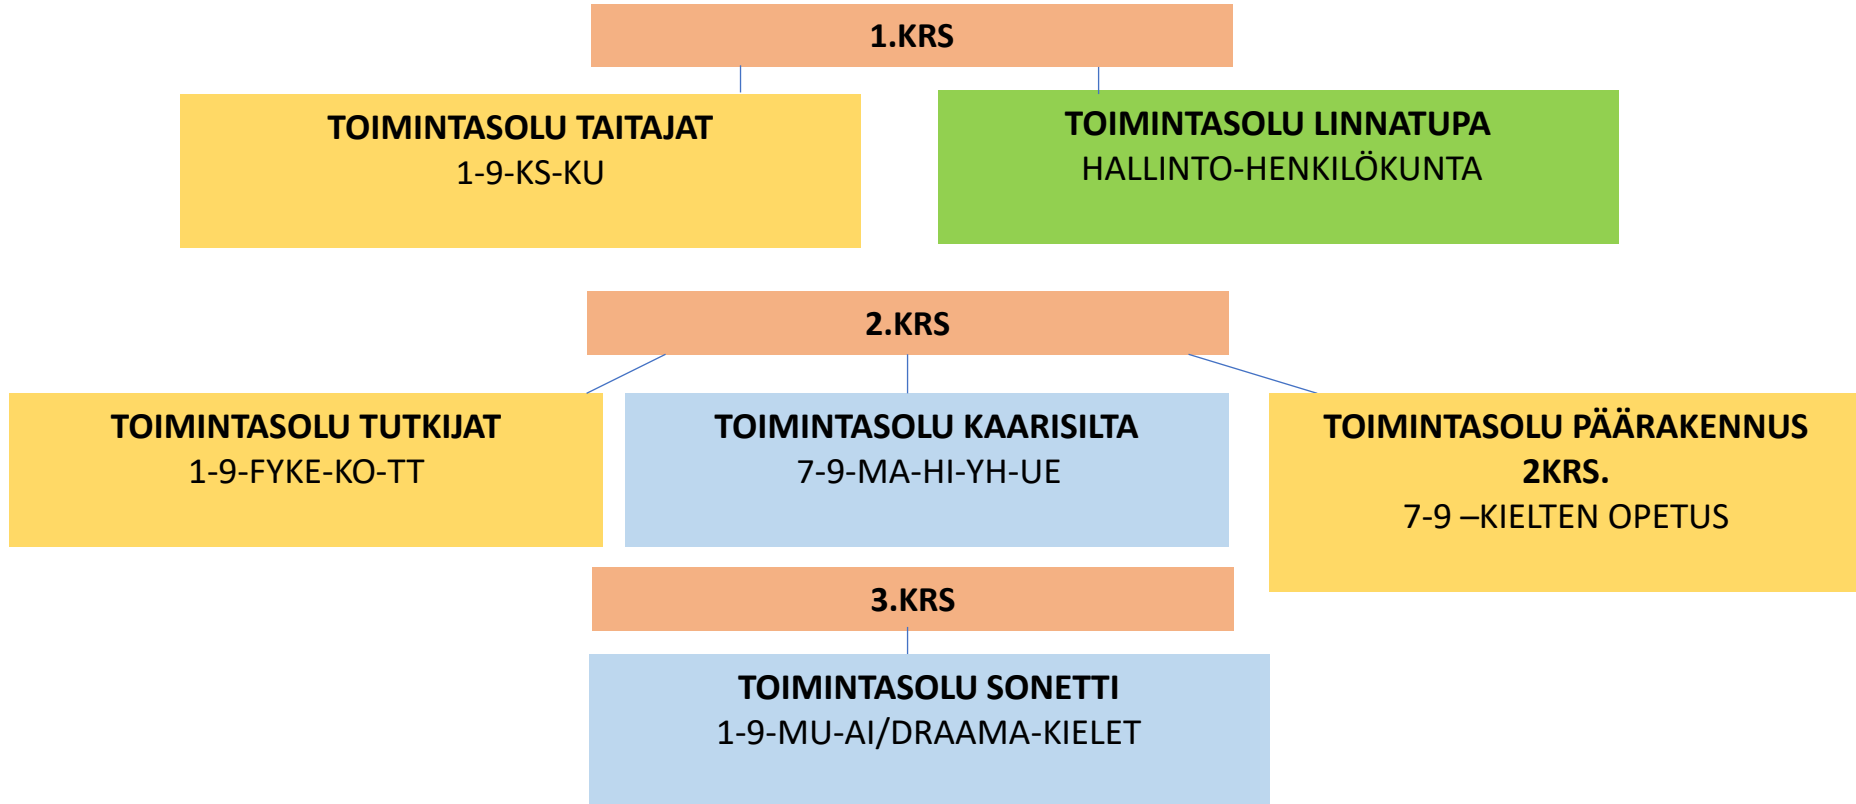 1.KRS
TOIMINTASOLU TAITAJAT
1-9-KS-KU
TOIMINTASOLU LINNATUPA
HALLINTO-HENKILÖKUNTA
2.KRS
TOIMINTASOLU TUTKIJAT
1-9-FYKE-KO-TT
TOIMINTASOLU KAARISILTA
7-9-MA-HI-YH-UE
TOIMINTASOLU PÄÄRAKENNUS
2KRS.
7-9 –KIELTEN OPETUS
3.KRS
TOIMINTASOLU SONETTI
1-9-MU-AI/DRAAMA-KIELET